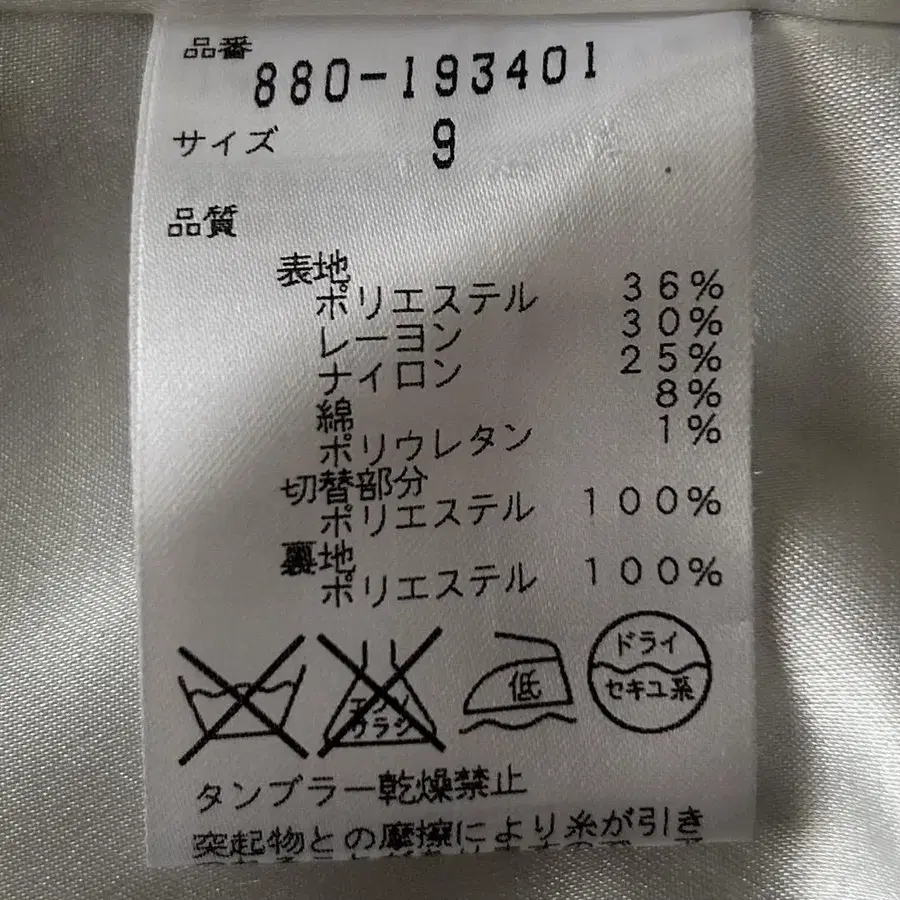 品番
880-193401
サイズ 9
品質
表地
ポリエステル 36%
レーヨン 30%
ナイロン 25%
綿 8%
ポリウレタン 1%
切替部分
ポリエステル 100%
裏地
ポリエステル 100%
エンソ
サラシ
低
ドライ
セキユ系
タンブラー乾燥禁止
突起物との摩擦により糸が引き